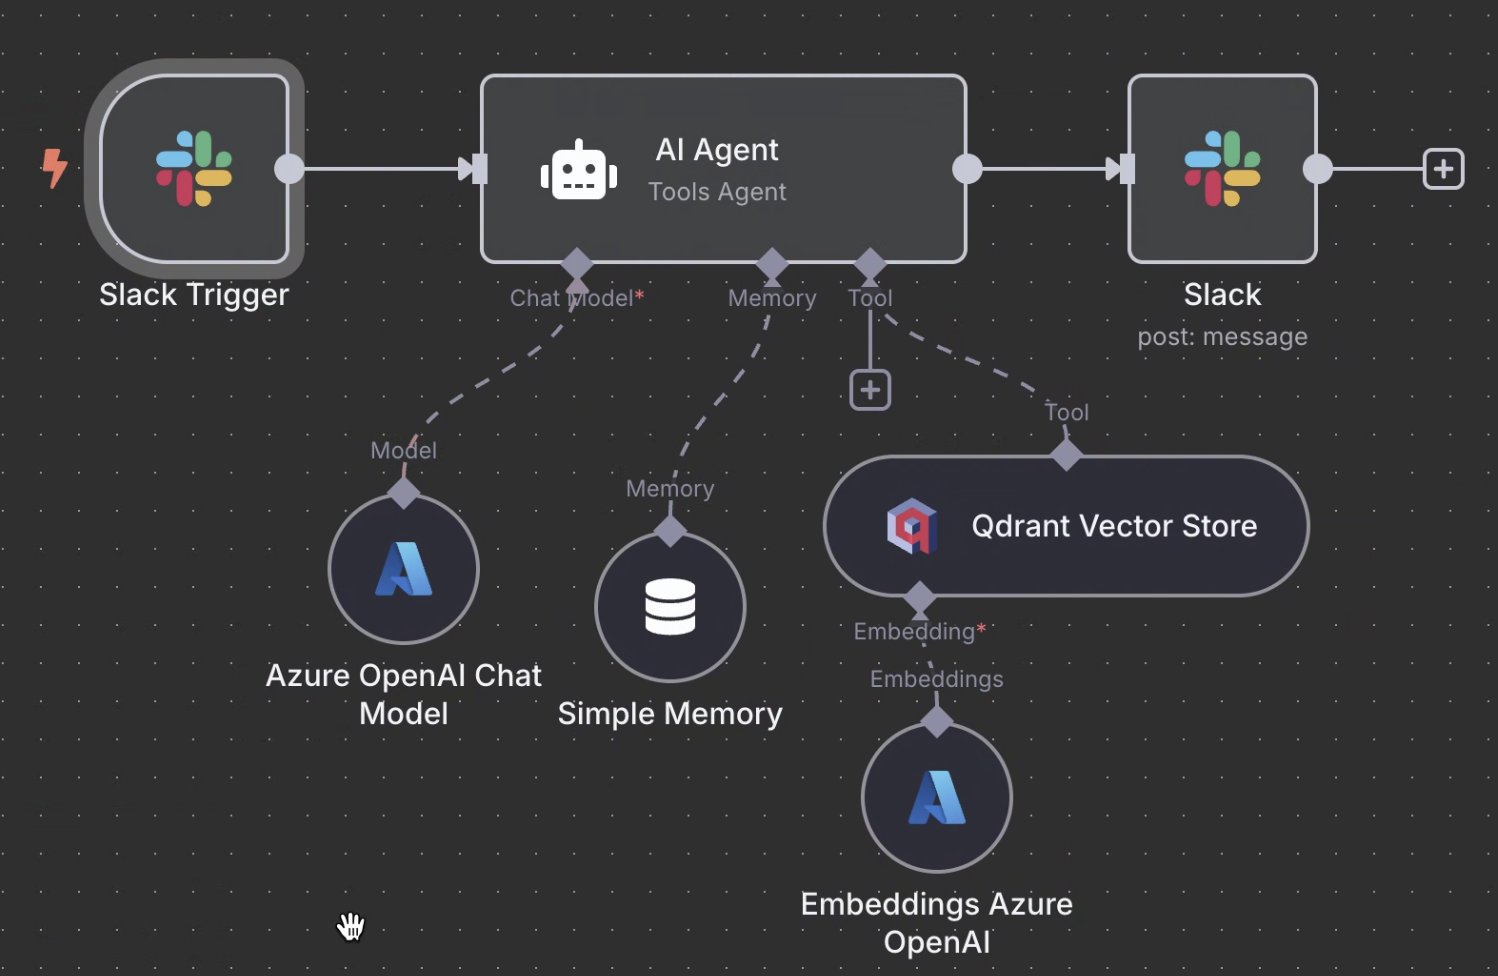 AI Agent
Tools Agent
Slack Trigger
Chat Model*
Memory
Tool
Slack
post: message
Tool
Model
Memory
Qdrant Vector Store
Embedding*
Embeddings
Azure OpenAI Chat
Model
Simple Memory
Embeddings Azure
OpenAI